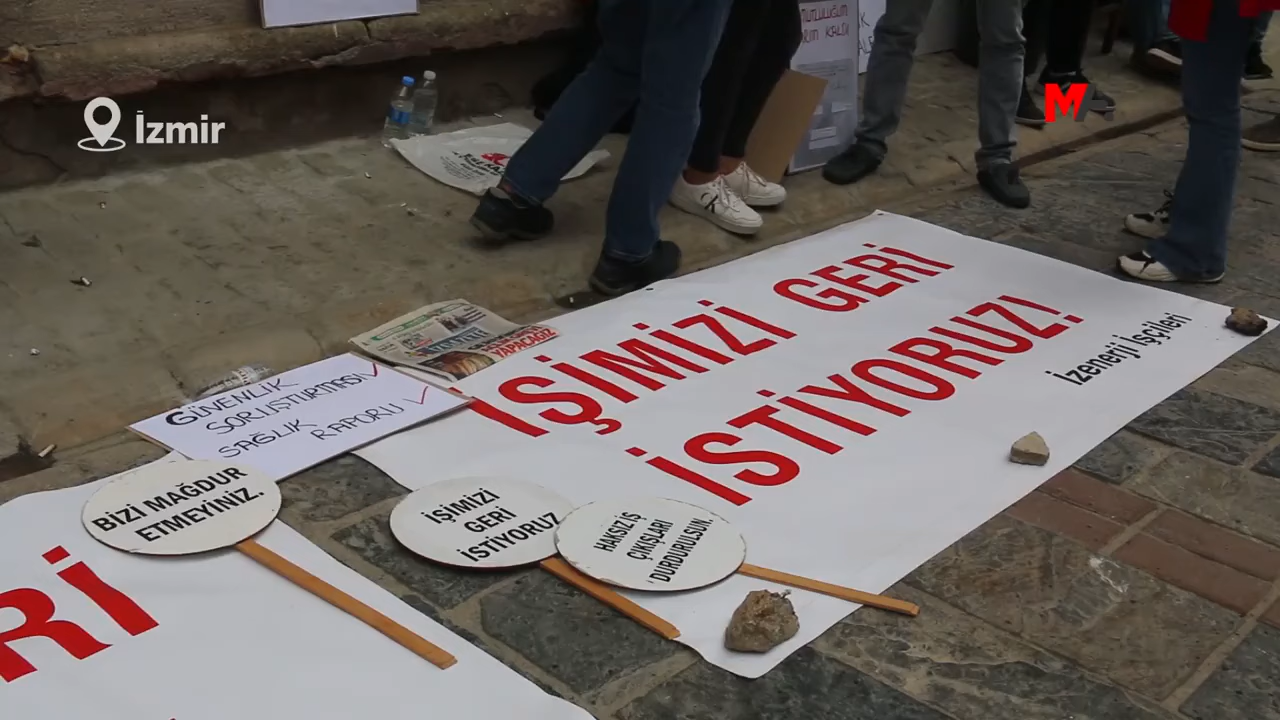 İzmir
MA
YAPACAĞIZ
İŞİMİZİ GERİ
İSTİYORUZ!
İzenerji İşçileri
GÜVENLİK
SORUŞTURMASI ✓
SAĞLIK RAPORU ✓
BİZİ MAĞDUR
ETMEYİNİZ.
İŞİMİZİ
GERİ
İSTİYORUZ
HAKSIZ İŞ
ÇIKIŞLARI
DURDURULSUN.
Rİ